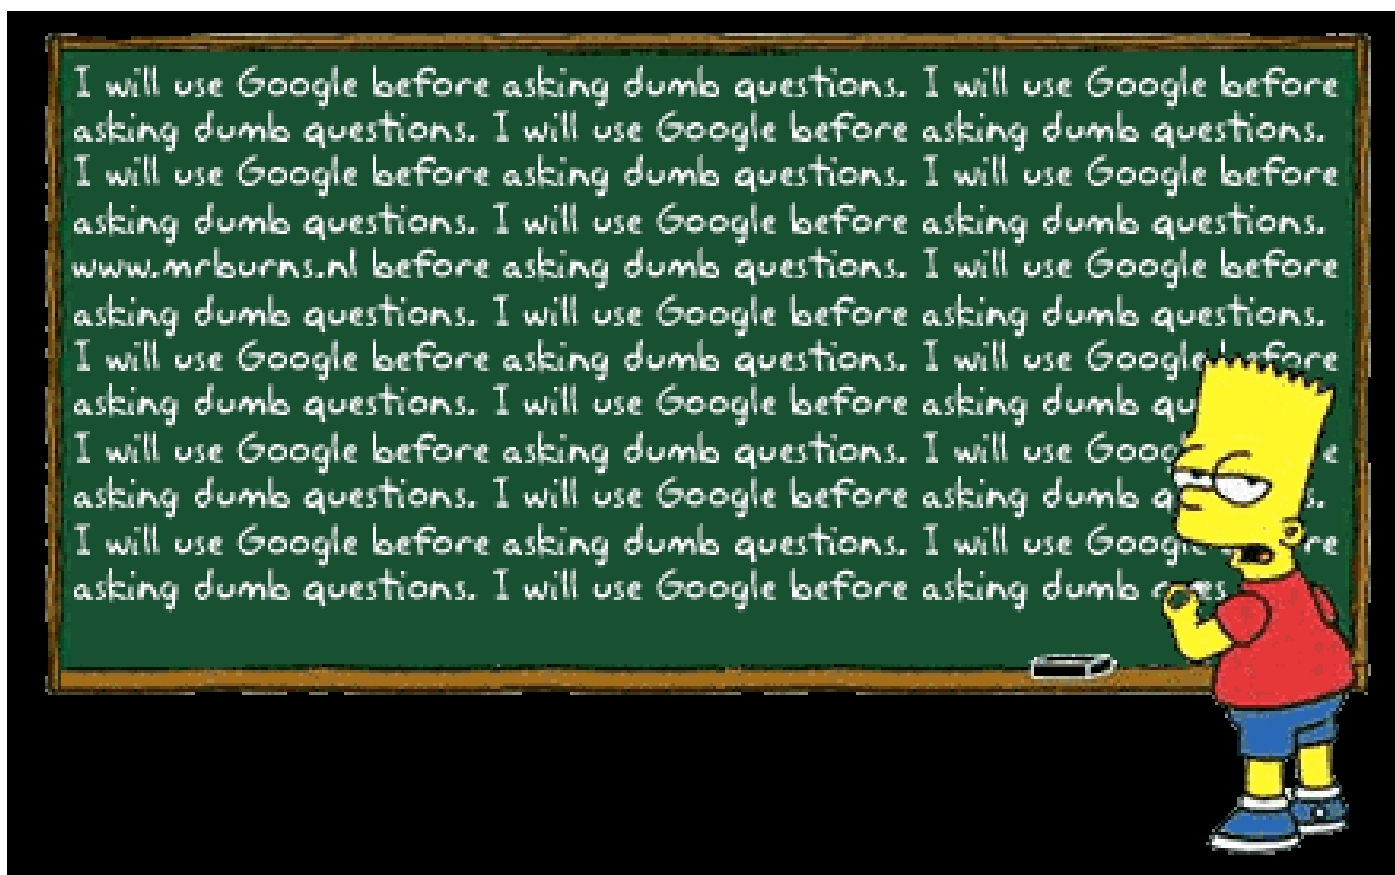 I will use Google before asking dumb questions. I will use Google before
asking dumb questions. I will use Google before asking dumb questions.
I will use Google before asking dumb questions. I will use Google before
asking dumb questions. I will use Google before asking dumb questions.
www.mrburns.nl before asking dumb questions. I will use Google before
asking dumb questions. I will use Google before asking dumb questions.
I will use Google before asking dumb questions. I will use Google before
asking dumb questions. I will use Google before asking dumb
I will use Google before asking dumb questions. I will use
asking dumb questions. I will use Google before asking dumb
I will use Google before asking dumb questions. I will use
asking dumb questions. I will use Google before asking dumb